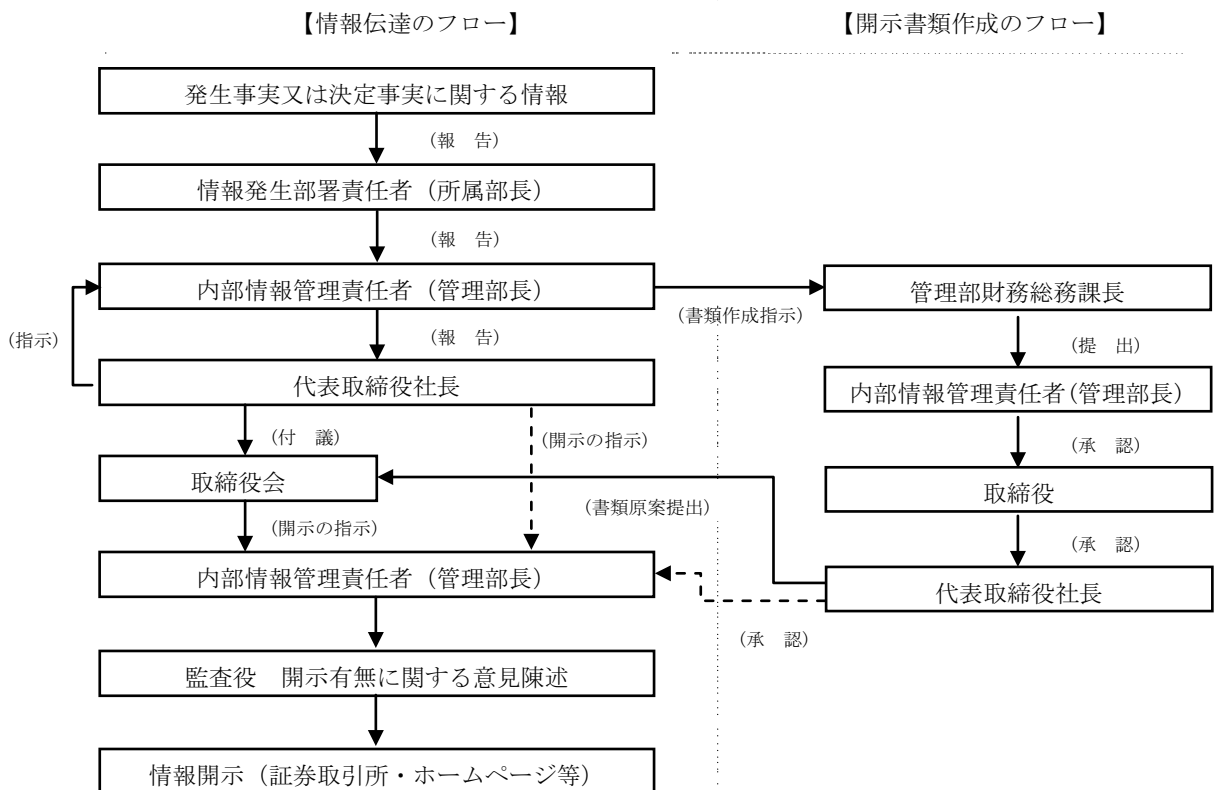 【情報伝達のフロー】
【開示書類作成のフロー】
発生事実又は決定事実に関する情報
(報 告)
情報発生部署責任者(所属部長)
(報 告)
内部情報管理責任者(管理部長)
(書類作成指示)
管理部財務総務課長
(指示)
(報 告)
(提 出)
代表取締役社長
内部情報管理責任者(管理部長)
(付 議)
(開示の指示)
(承 認)
取締役会
取締役
(書類原案提出)
(開示の指示)
(承 認)
内部情報管理責任者(管理部長)
代表取締役社長
(承 認)
監査役 開示有無に関する意見陳述
情報開示(証券取引所・ホームページ等)